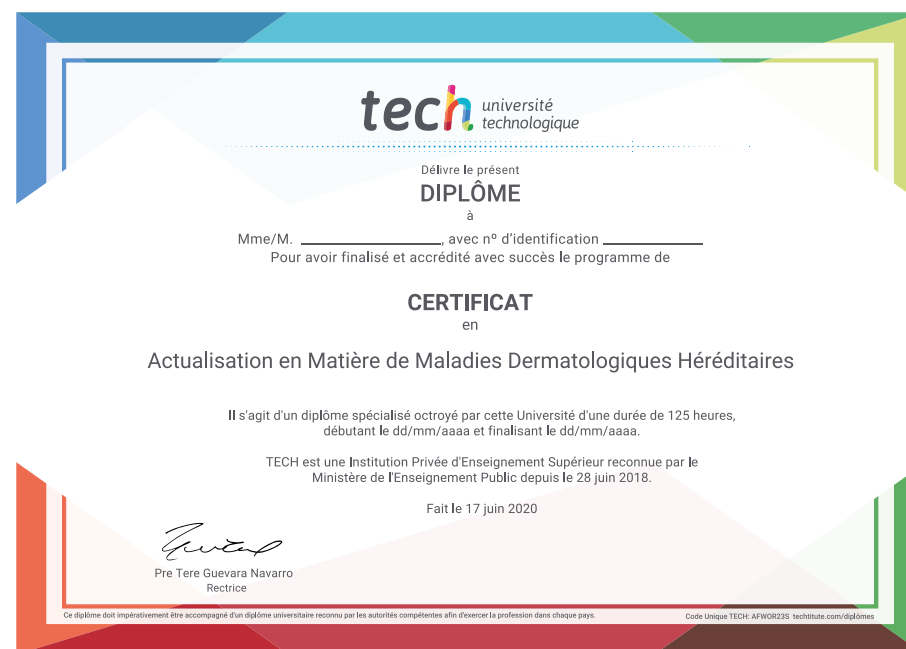 tech université
technologique
Délivre le présent
DIPLÔME
à
Mme/M. ____________________, avec nº d'identification ______________
Pour avoir finalisé et accrédité avec succès le programme de
CERTIFICAT
en
Actualisation en Matière de Maladies Dermatologiques Héréditaires
Il s'agit d'un diplôme spécialisé octroyé par cette Université d'une durée de 125 heures,
débutant le dd/mm/aaaa et finalisant le dd/mm/aaaa.
TECH est une Institution Privée d'Enseignement Supérieur reconnue par le
Ministère de l'Enseignement Public depuis le 28 juin 2018.
Fait le 17 juin 2020
Pre Tere Guevara Navarro
Rectrice
Ce diplôme doit impérativement être accompagné d'un diplôme universitaire reconnu par les autorités compétentes afin d'exercer la profession dans chaque pays.
Code Unique TECH: AFWOR23S techtitute.com/diplômes